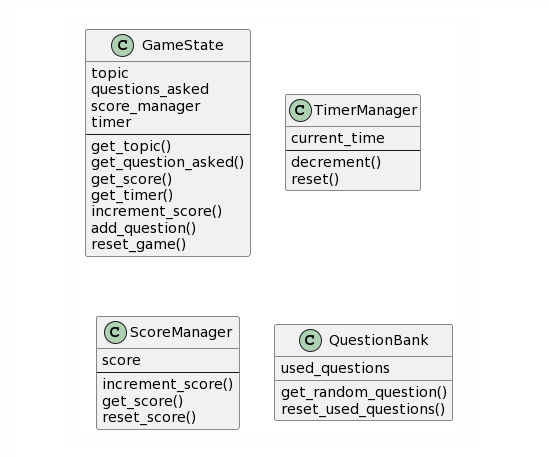 C GameState
topic
questions_asked
score_manager
timer
get_topic()
get_question_asked()
get_score()
get_timer()
increment_score()
add_question()
reset_game()
C TimerManager
current_time
decrement()
reset()
C ScoreManager
score
increment_score()
get_score()
reset_score()
C QuestionBank
used_questions
get_random_question()
reset_used_questions()